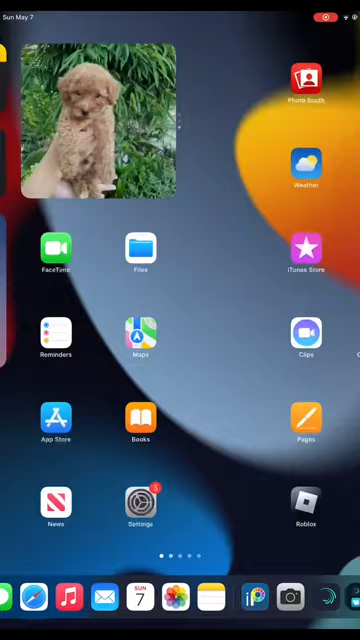 Sun May 7
Photo Booth
Weather
FaceTime
Files
iTunes Store
Reminders
Maps
Clips
App Store
Books
Pages
News
3
Settings
Roblox
SUN
7